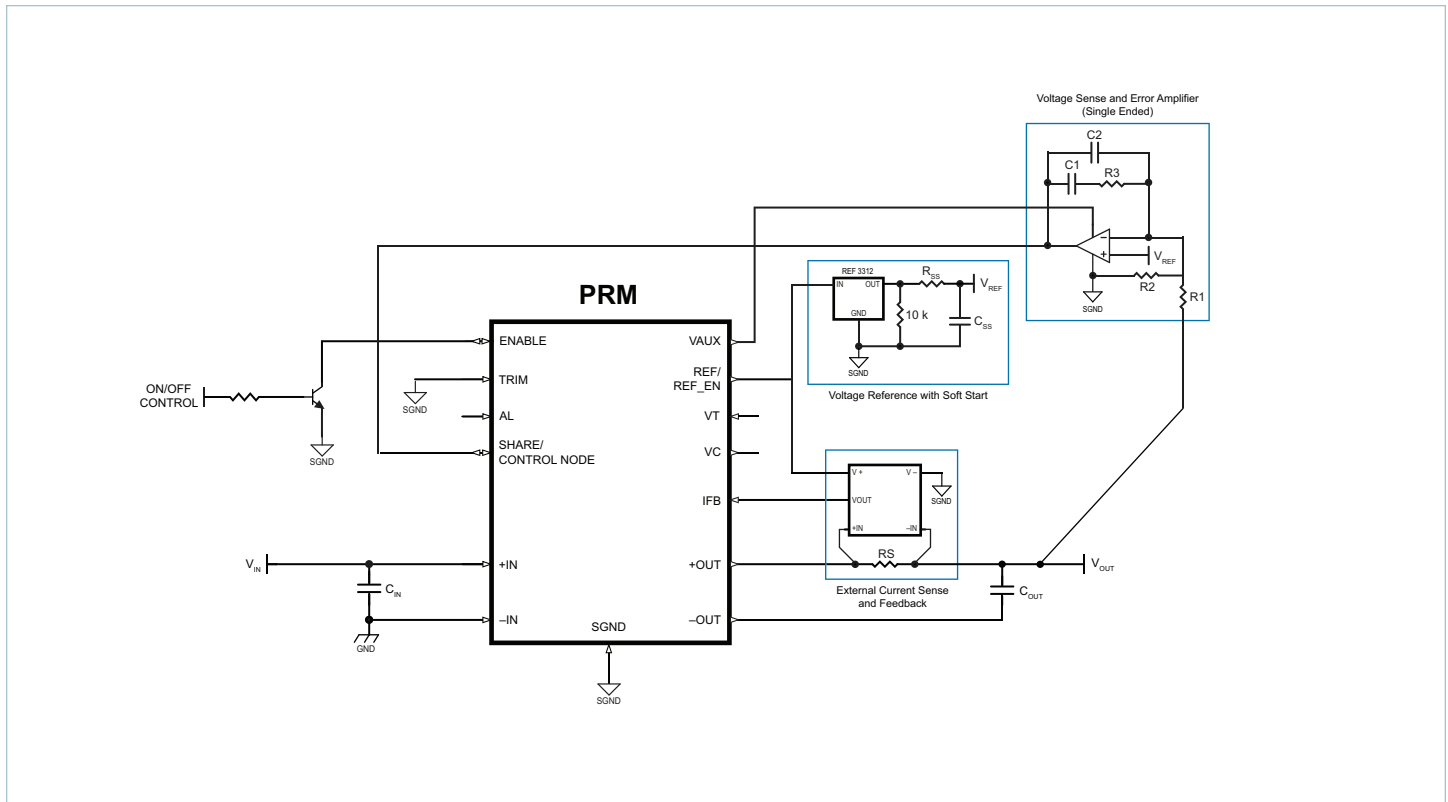 Voltage Sense and Error Amplifier
(Single Ended)
C2
C1
R3
–
+
VREF
R2
SGND
R1
REF 3312
IN
OUT
GND
RSS
VREF
10 k
CSS
SGND
Voltage Reference with Soft Start
PRM
ENABLE
TRIM
AL
SHARE/
CONTROL NODE
+IN
–IN
SGND
VAUX
REF/
REF_EN
VT
VC
IFB
+OUT
–OUT
ON/OFF
CONTROL
SGND
SGND
VIN
CIN
GND
SGND
V +
V –
VOUT
+IN
–IN
SGND
RS
External Current Sense
and Feedback
COUT
VOUT